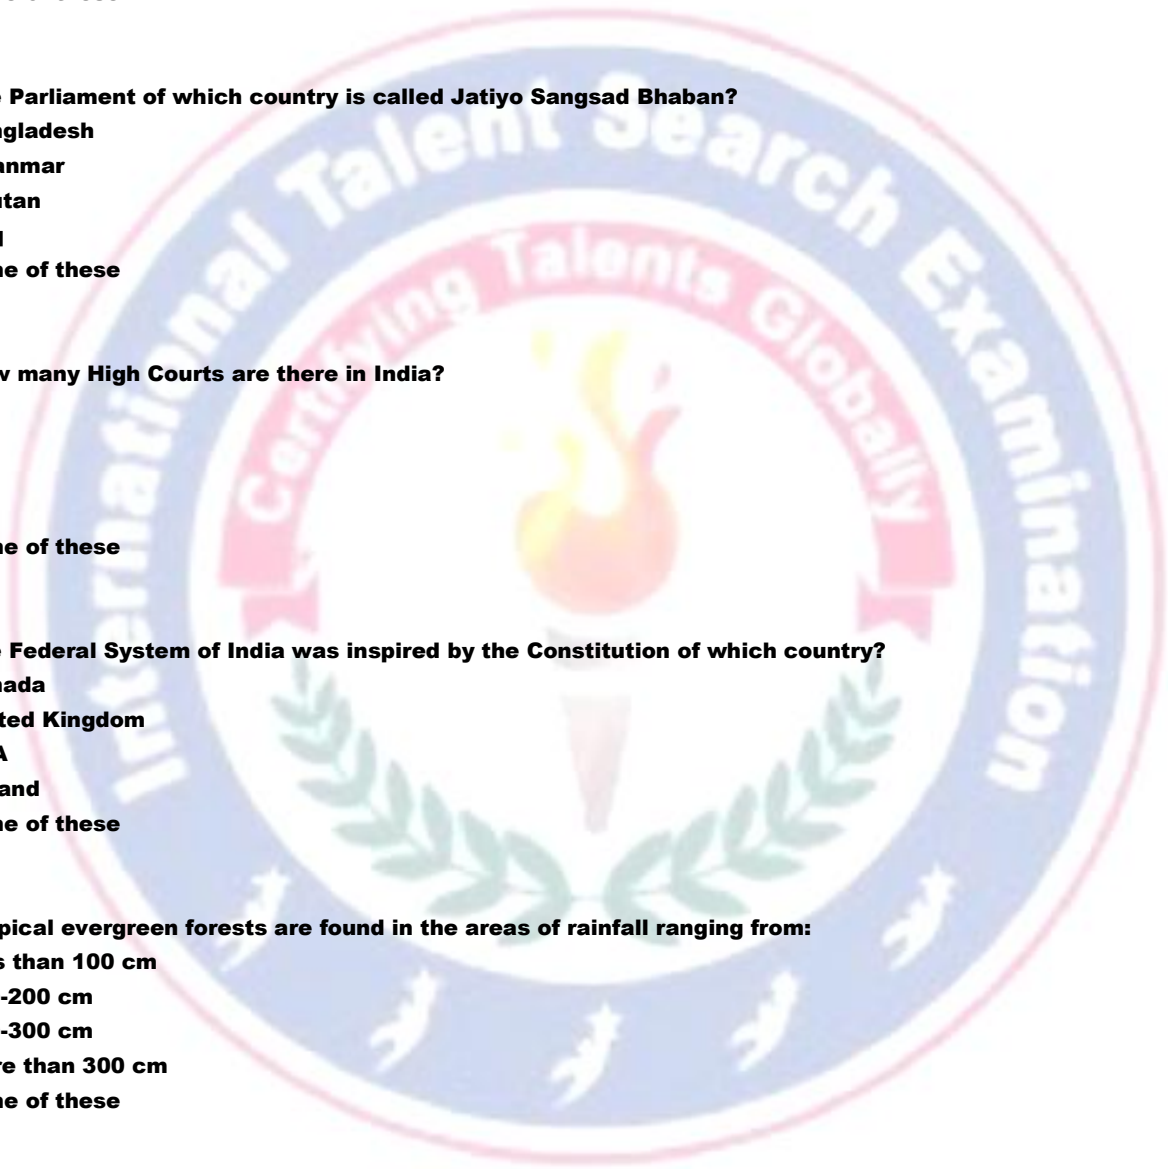 Parliament of which country is called Jatiyo Sangsad Bhaban?
ngladesh
anmar
utan
ne of these
many High Courts are there in India?
ne of these
Federal System of India was inspired by the Constitution of which country?
nada
ted Kingdom
A
and
ne of these
pical evergreen forests are found in the areas of rainfall ranging from:
s than 100 cm
-200 cm
-300 cm
re than 300 cm
ne of these
International Talent Search Examination
Certifying Talents Globally